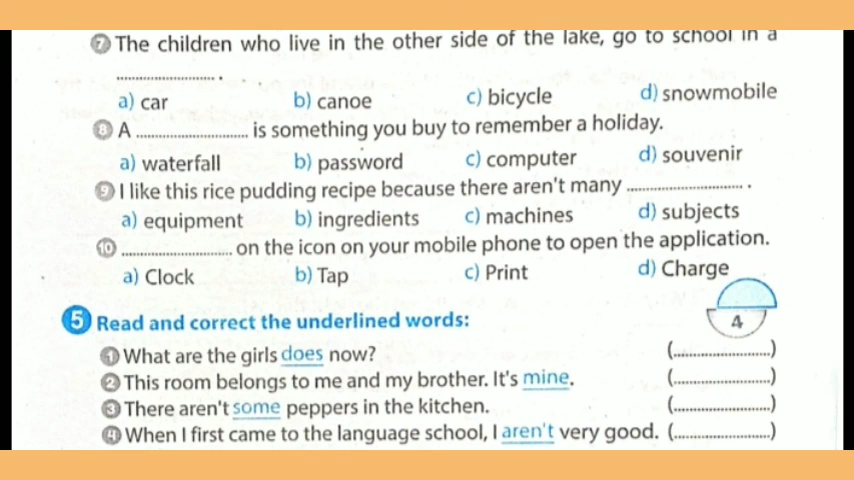 7 The children who live in the other side of the lake, go to school in a
........................... .
a) car b) canoe c) bicycle d) snowmobile
8 A ........................... is something you buy to remember a holiday.
a) waterfall b) password c) computer d) souvenir
9 I like this rice pudding recipe because there aren't many ........................... .
a) equipment b) ingredients c) machines d) subjects
10 ........................... on the icon on your mobile phone to open the application.
a) Clock b) Tap c) Print d) Charge
4
5 Read and correct the underlined words:
1 What are the girls does now? (...........................)
2 This room belongs to me and my brother. It's mine. (...........................)
3 There aren't some peppers in the kitchen. (...........................)
4 When I first came to the language school, I aren't very good. (...........................)